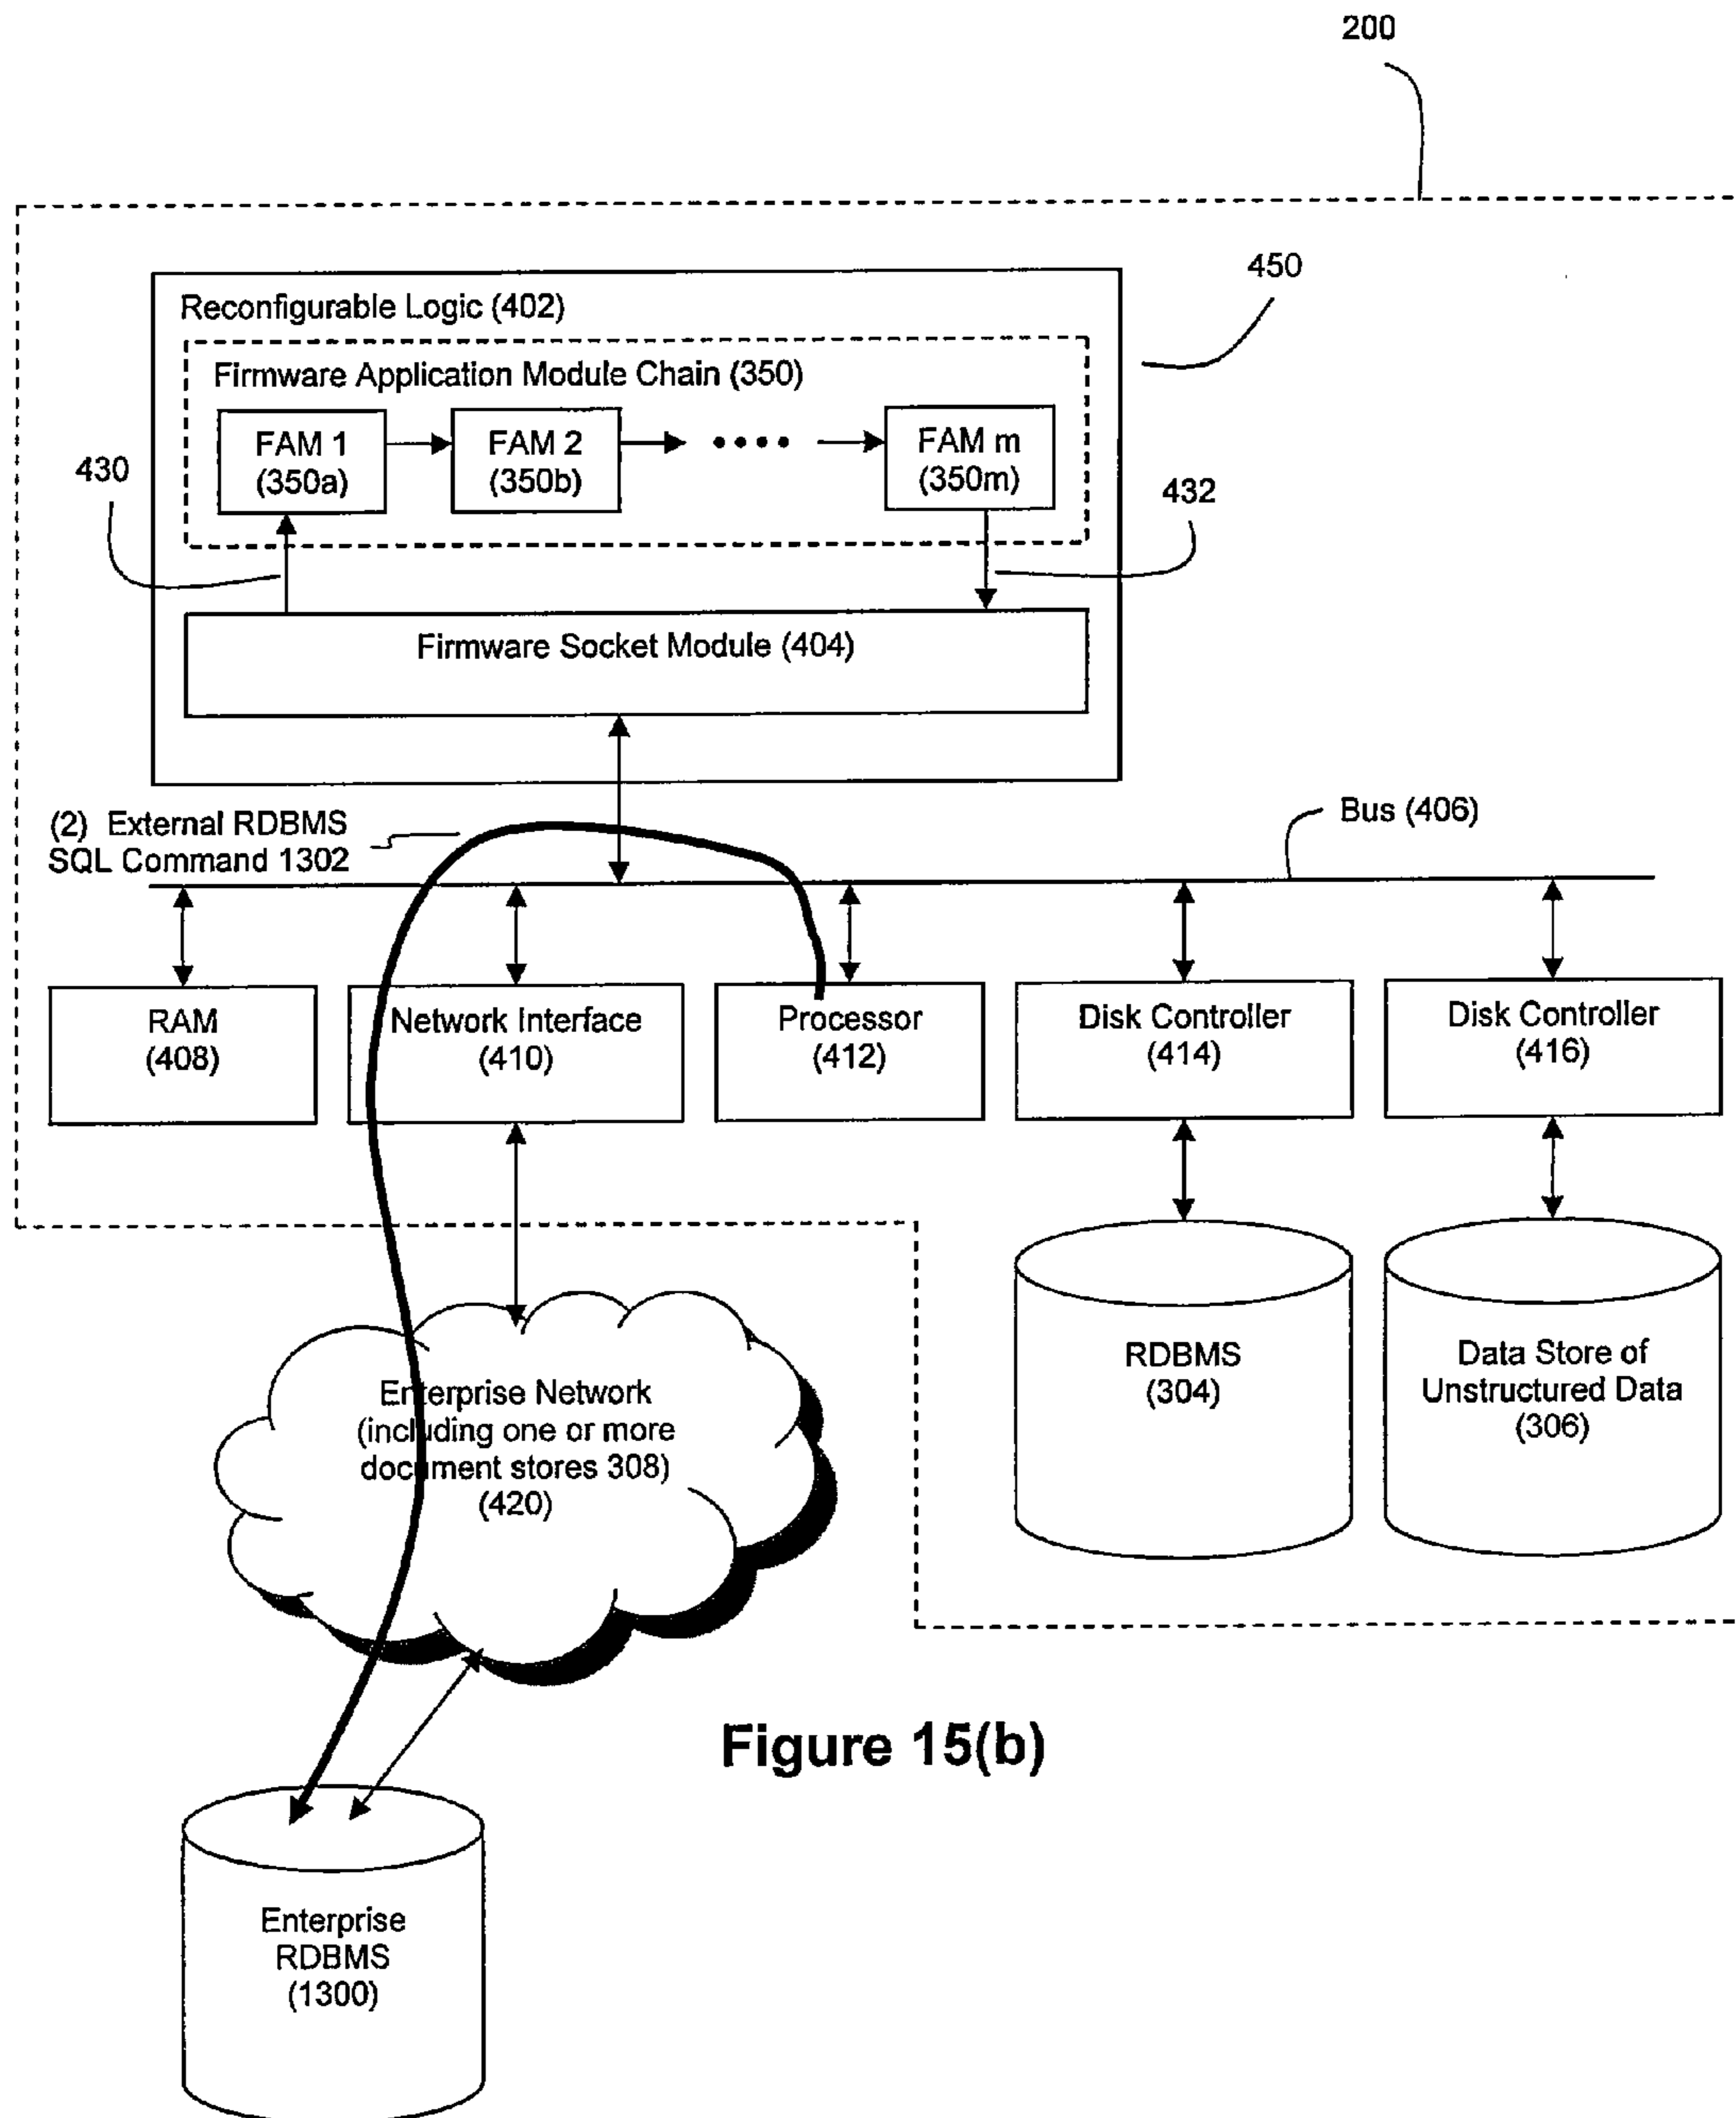 200
450
Reconfigurable Logic (402)
Firmware Application Module Chain (350)
FAM 1
(350a)
FAM 2
(350b)
••••
FAM m
(350m)
430
432
Firmware Socket Module (404)
(2) External RDBMS
SQL Command 1302
Bus (406)
RAM
(408)
Network Interface
(410)
Processor
(412)
Disk Controller
(414)
Disk Controller
(416)
RDBMS
(304)
Data Store of
Unstructured Data
(306)
Enterprise Network
(including one or more
document stores 308)
(420)
Figure 15(b)
Enterprise
RDBMS
(1300)